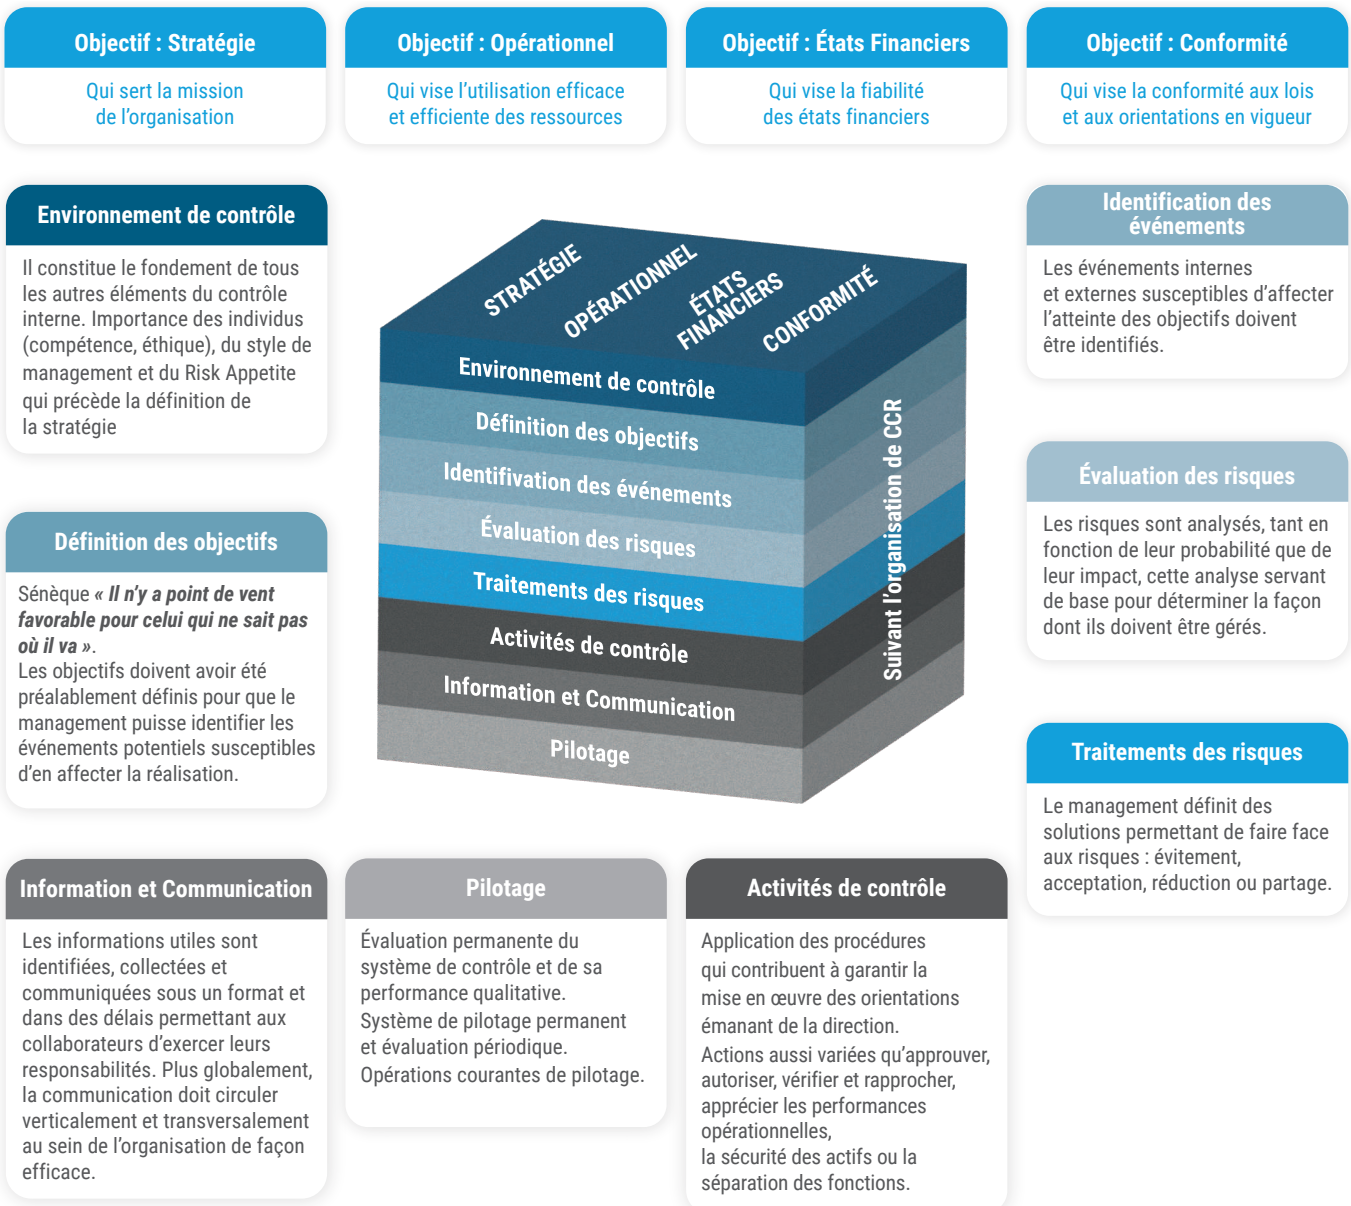 Objectif : Stratégie
Qui sert la mission
de l'organisation
Objectif : Opérationnel
Qui vise l'utilisation efficace
et efficiente des ressources
Objectif : États Financiers
Qui vise la fiabilité
des états financiers
Objectif : Conformité
Qui vise la conformité aux lois
et aux orientations en vigueur
Environnement de contrôle
Il constitue le fondement de tous
les autres éléments du contrôle
interne. Importance des individus
(compétence, éthique), du style de
management et du Risk Appetite
qui précède la définition de
la stratégie
Définition des objectifs
Sénèque « Il n'y a point de vent
favorable pour celui qui ne sait pas
où il va ».
Les objectifs doivent avoir été
préalablement définis pour que le
management puisse identifier les
événements potentiels susceptibles
d'en affecter la réalisation.
STRATÉGIE
OPÉRATIONNEL
ÉTATS
FINANCIERS
CONFORMITÉ
Environnement de contrôle
Définition des objectifs
Identifivation des événements
Évaluation des risques
Traitements des risques
Activités de contrôle
Information et Communication
Pilotage
Suivant l'organisation de CCR
Identification des
événements
Les événements internes
et externes susceptibles d'affecter
l'atteinte des objectifs doivent
être identifiés.
Évaluation des risques
Les risques sont analysés, tant en
fonction de leur probabilité que de
leur impact, cette analyse servant
de base pour déterminer la façon
dont ils doivent être gérés.
Traitements des risques
Le management définit des
solutions permettant de faire face
aux risques : évitement,
acceptation, réduction ou partage.
Information et Communication
Les informations utiles sont
identifiées, collectées et
communiquées sous un format et
dans des délais permettant aux
collaborateurs d'exercer leurs
responsabilités. Plus globalement,
la communication doit circuler
verticalement et transversalement
au sein de l'organisation de façon
efficace.
Pilotage
Évaluation permanente du
système de contrôle et de sa
performance qualitative.
Système de pilotage permanent
et évaluation périodique.
Opérations courantes de pilotage.
Activités de contrôle
Application des procédures
qui contribuent à garantir la
mise en œuvre des orientations
émanant de la direction.
Actions aussi variées qu'approuver,
autoriser, vérifier et rapprocher,
apprécier les performances
opérationnelles,
la sécurité des actifs ou la
séparation des fonctions.